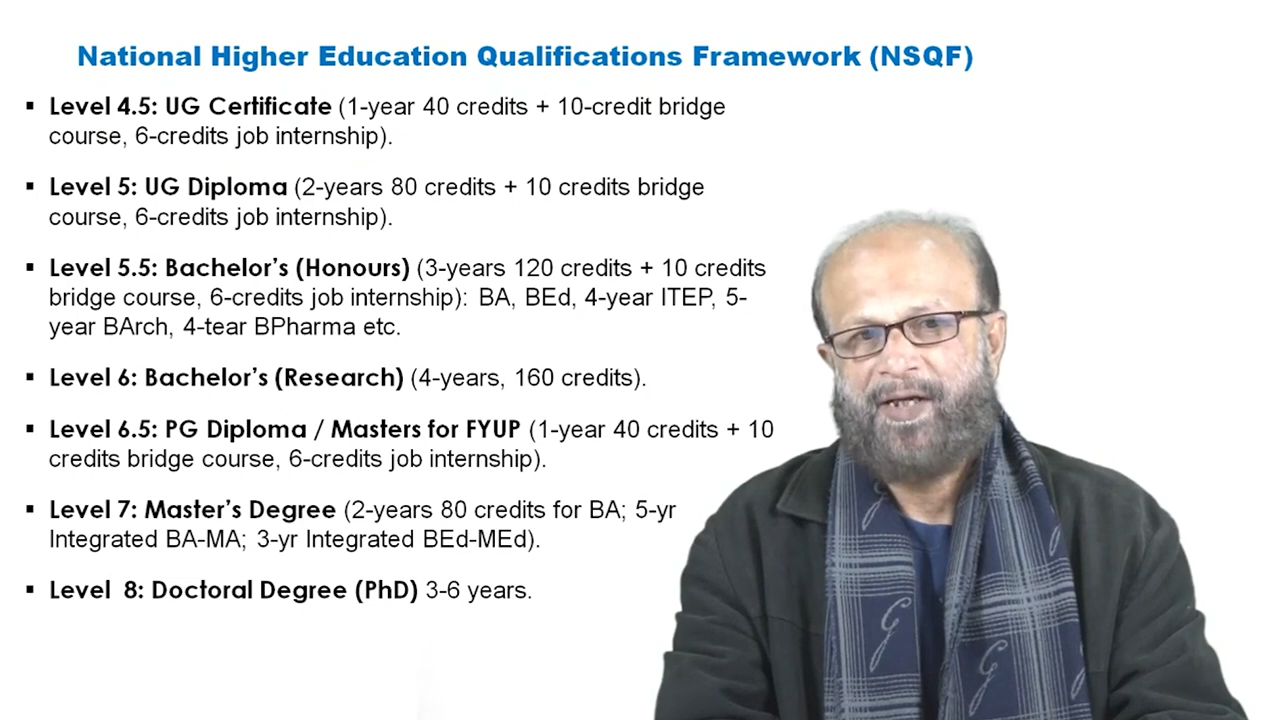 National Higher Education Qualifications Framework (NSQF)
▪ Level 4.5: UG Certificate (1-year 40 credits + 10-credit bridge
course, 6-credits job internship).
▪ Level 5: UG Diploma (2-years 80 credits + 10 credits bridge
course, 6-credits job internship).
▪ Level 5.5: Bachelor's (Honours) (3-years 120 credits + 10 credits
bridge course, 6-credits job internship): BA, BEd, 4-year ITEP, 5-
year BArch, 4-tear BPharma etc.
▪ Level 6: Bachelor's (Research) (4-years, 160 credits).
▪ Level 6.5: PG Diploma / Masters for FYUP (1-year 40 credits + 10
credits bridge course, 6-credits job internship).
▪ Level 7: Master's Degree (2-years 80 credits for BA; 5-yr
Integrated BA-MA; 3-yr Integrated BEd-MEd).
▪ Level 8: Doctoral Degree (PhD) 3-6 years.